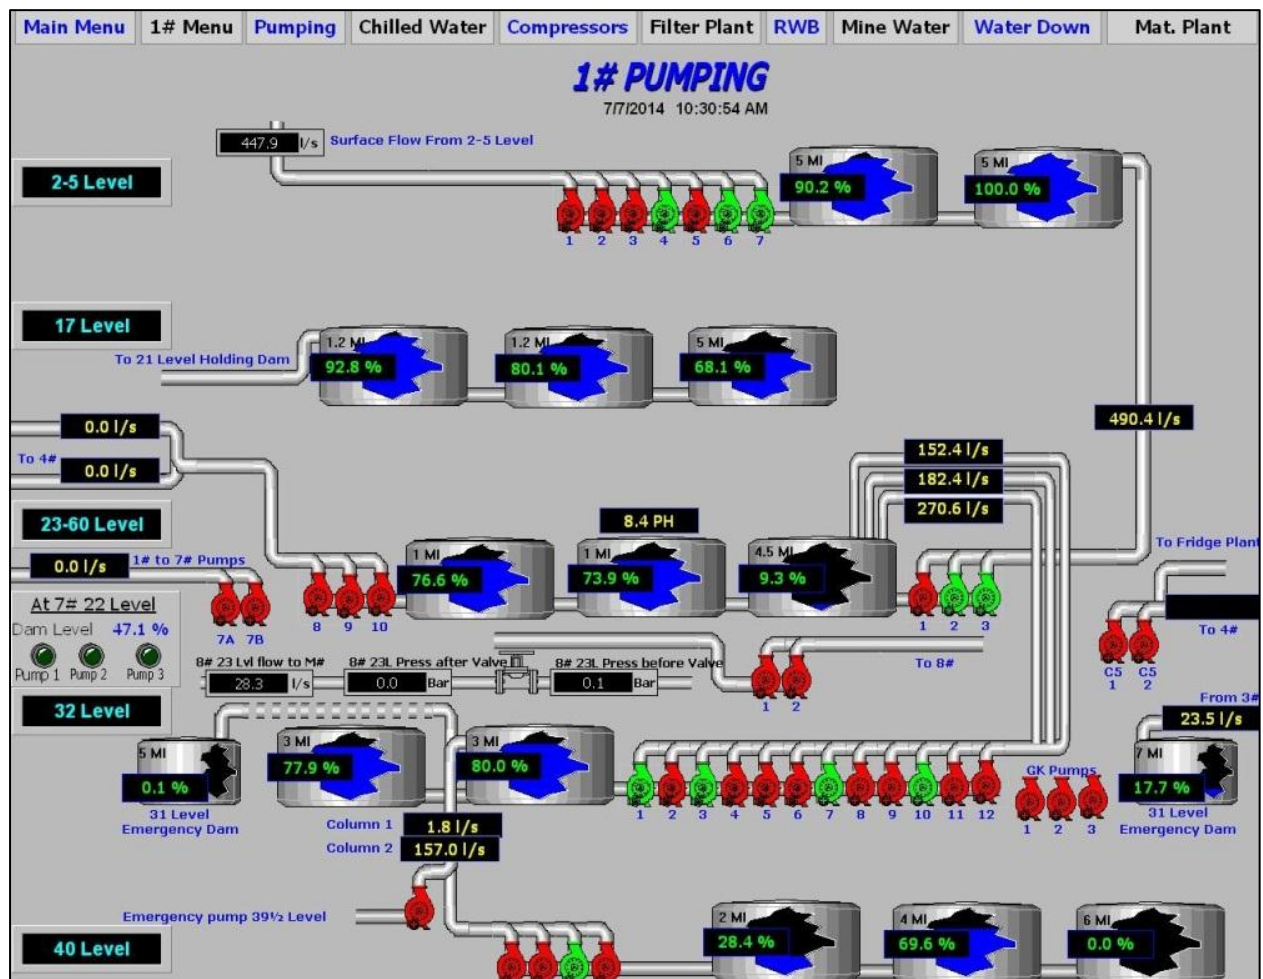 Main Menu 1# Menu Pumping Chilled Water Compressors Filter Plant RWB Mine Water Water Down Mat. Plant
1# PUMPING
7/7/2014 10:30:54 AM
447.9 l/s Surface Flow From 2-5 Level
2-5 Level
5 Ml 5 Ml
90.2 % 100.0 %
1 2 3 4 5 6 7
17 Level
1.2 Ml 1.2 Ml 5 Ml
To 21 Level Holding Dam
92.8 % 80.1 % 68.1 %
0.0 l/s
490.4 l/s
To 4#
0.0 l/s
152.4 l/s
182.4 l/s
270.6 l/s
23-60 Level
8.4 PH
To Fridge Plant
1# to 7# Pumps
0.0 l/s
1 Ml 1 Ml 4.5 Ml
76.6 % 73.9 % 9.3 %
7A 7B 8 9 10
1 2 3
At 7# 22 Level
Dam Level 47.1 %
Pump 1 Pump 2 Pump 3
To 4#
C5 1 C5 2
8# 23 Lvl flow to M# 8# 23L Press after Valve 8# 23L Press before Valve
28.3 l/s 0.0 Bar 0.1 Bar
To 8#
1 2
From 3#
23.5 l/s
32 Level
5 Ml 3 Ml 3 Ml 7 Ml
0.1 % 77.9 % 80.0 % 17.7 %
31 Level
Emergency Dam
1 2 3 4 5 6 7 8 9 10 11 12
GK Pumps
1 2 3
31 Level
Emergency Dam
Column 1 1.8 l/s
Column 2 157.0 l/s
Emergency pump 39½ Level
40 Level
2 Ml 4 Ml 6 Ml
28.4 % 69.6 % 0.0 %